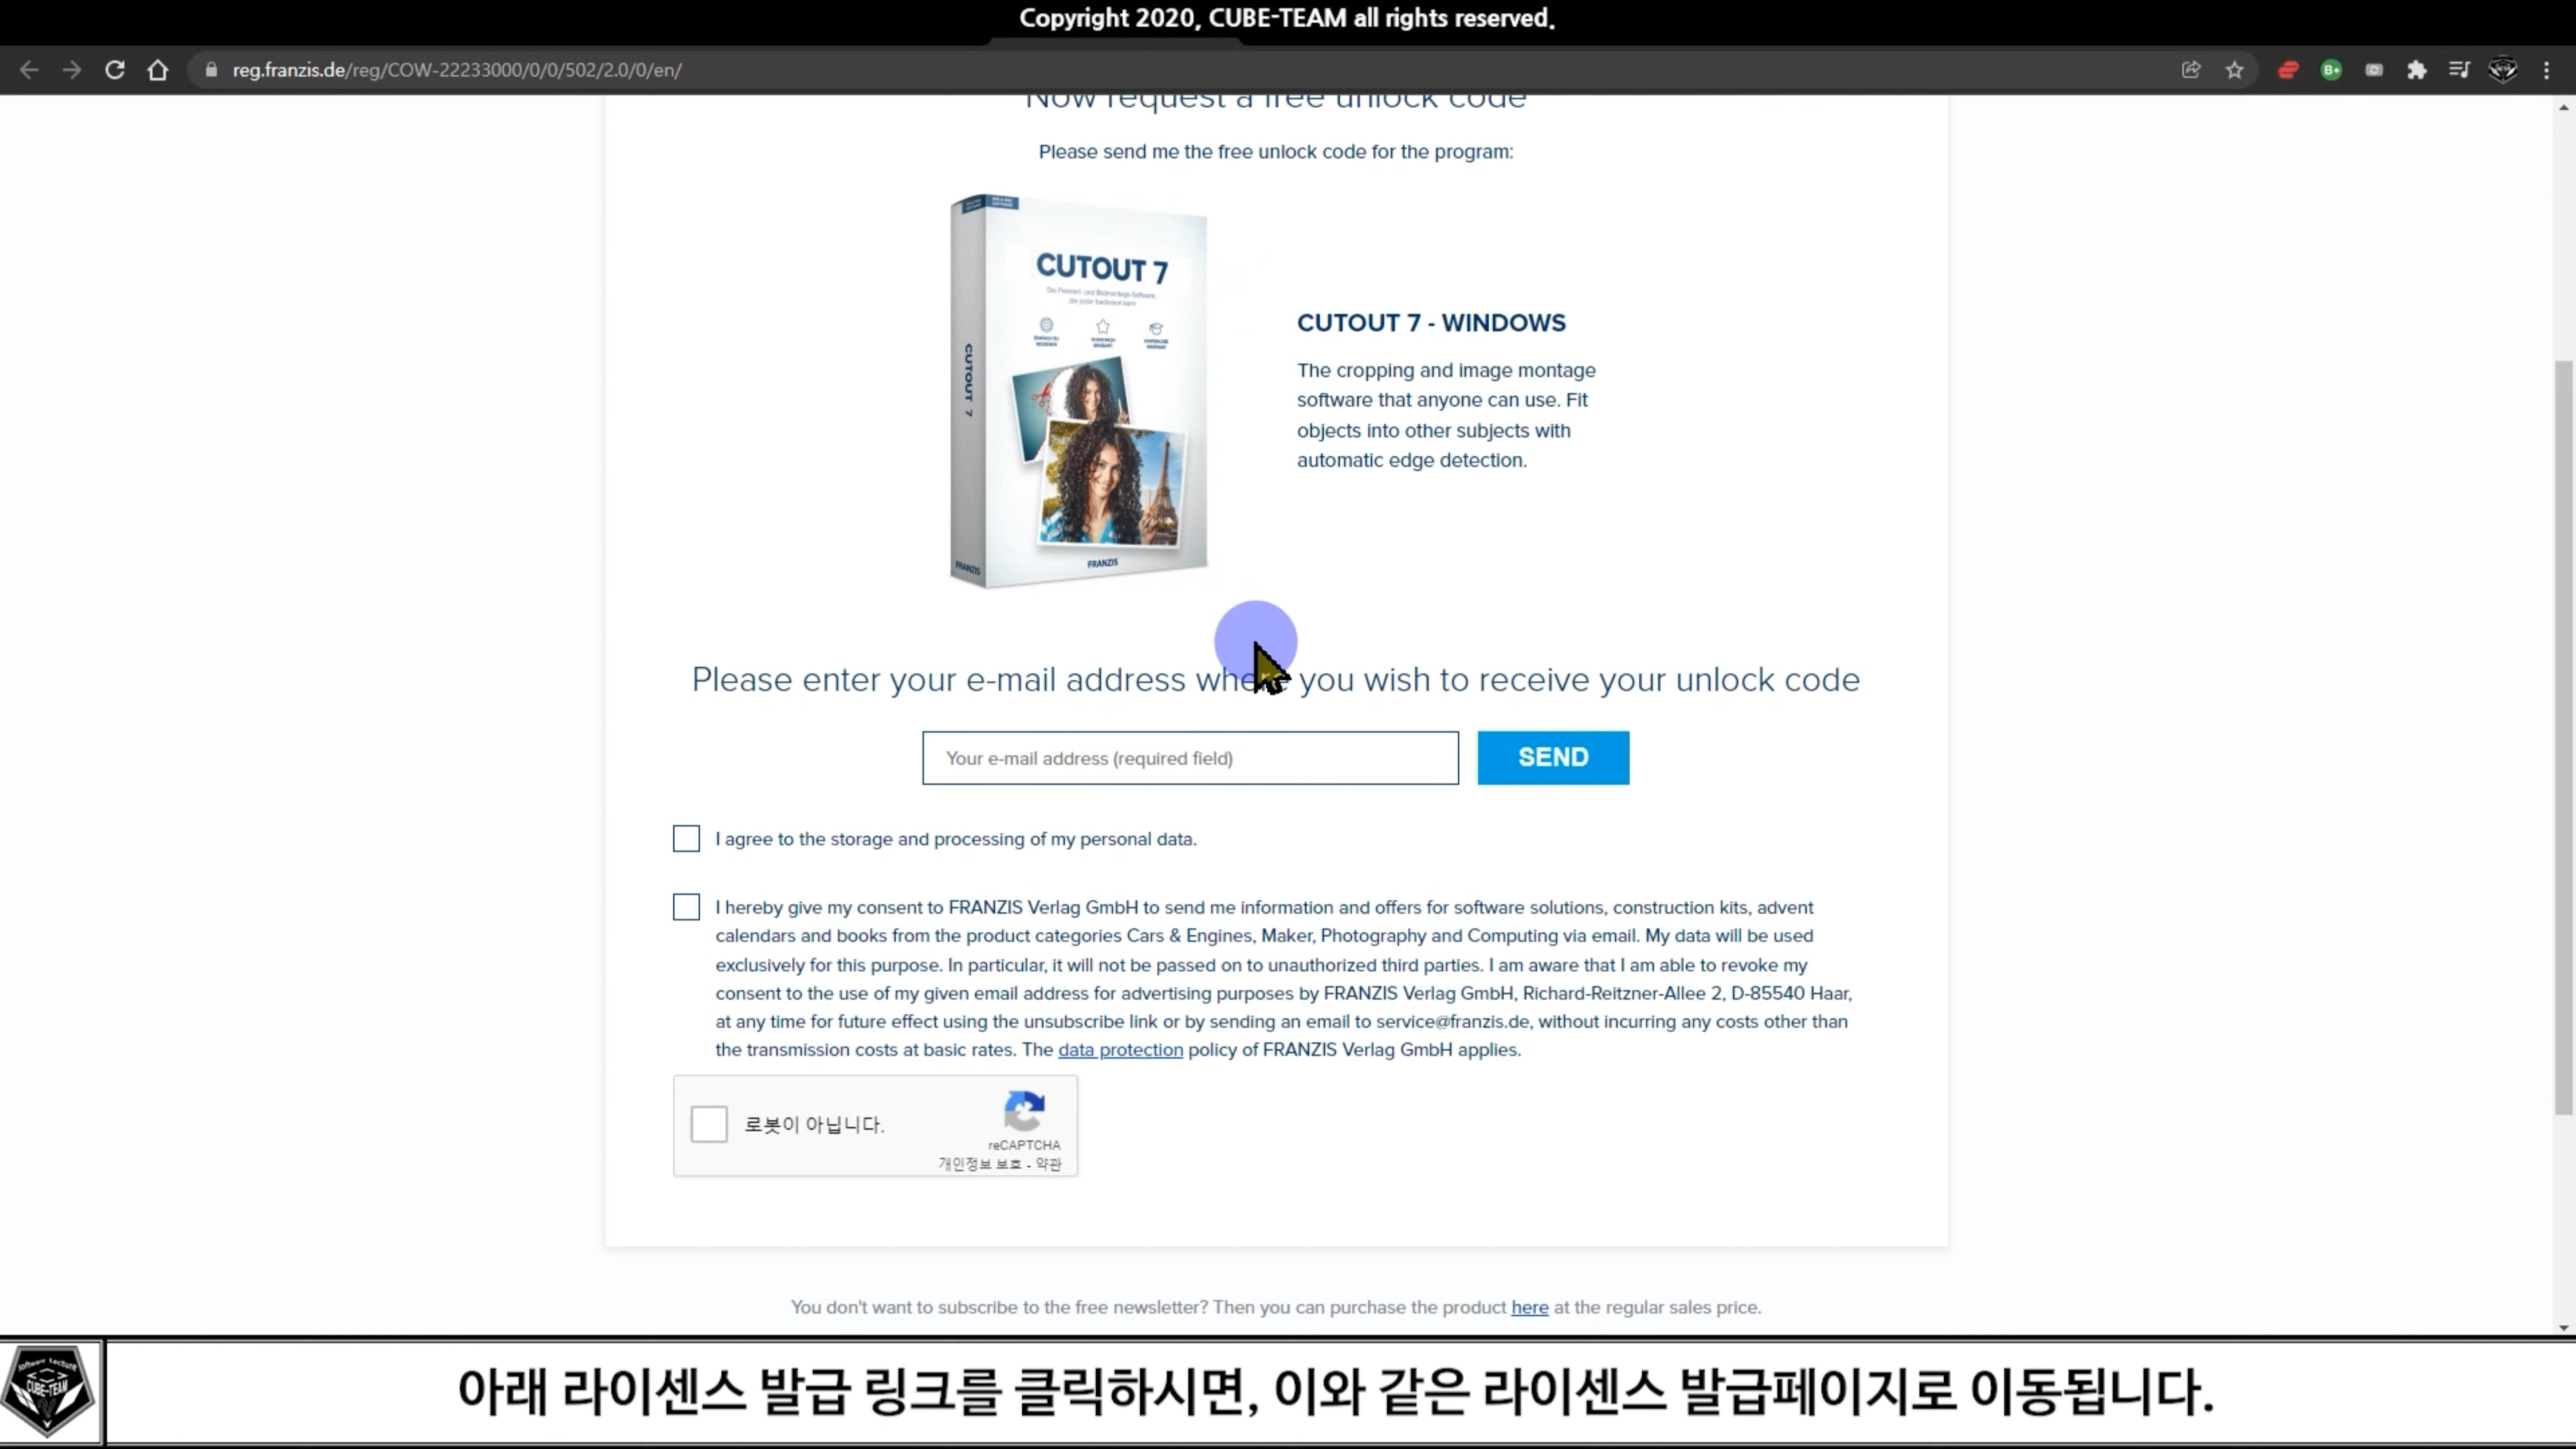 Copyright 2020, CUBE-TEAM all rights reserved.
reg.franzis.de/reg/COW-22233000/0/0/502/2.0/0/en/
Now request a free unlock code
Please send me the free unlock code for the program:
CUTOUT 7
CUTOUT 7
FRANZIS
FRANZIS
CUTOUT 7 - WINDOWS
The cropping and image montage
software that anyone can use. Fit
objects into other subjects with
automatic edge detection.
Please enter your e-mail address where you wish to receive your unlock code
Your e-mail address (required field)
SEND
I agree to the storage and processing of my personal data.
I hereby give my consent to FRANZIS Verlag GmbH to send me information and offers for software solutions, construction kits, advent
calendars and books from the product categories Cars & Engines, Maker, Photography and Computing via email. My data will be used
exclusively for this purpose. In particular, it will not be passed on to unauthorized third parties. I am aware that I am able to revoke my
consent to the use of my given email address for advertising purposes by FRANZIS Verlag GmbH, Richard-Reitzner-Allee 2, D-85540 Haar,
at any time for future effect using the unsubscribe link or by sending an email to service@franzis.de, without incurring any costs other than
the transmission costs at basic rates. The data protection policy of FRANZIS Verlag GmbH applies.
로봇이 아닙니다.
reCAPTCHA
개인정보 보호 - 약관
You don't want to subscribe to the free newsletter? Then you can purchase the product here at the regular sales price.
Software Lecture
CUBE-TEAM
아래 라이센스 발급 링크를 클릭하시면, 이와 같은 라이센스 발급페이지로 이동됩니다.